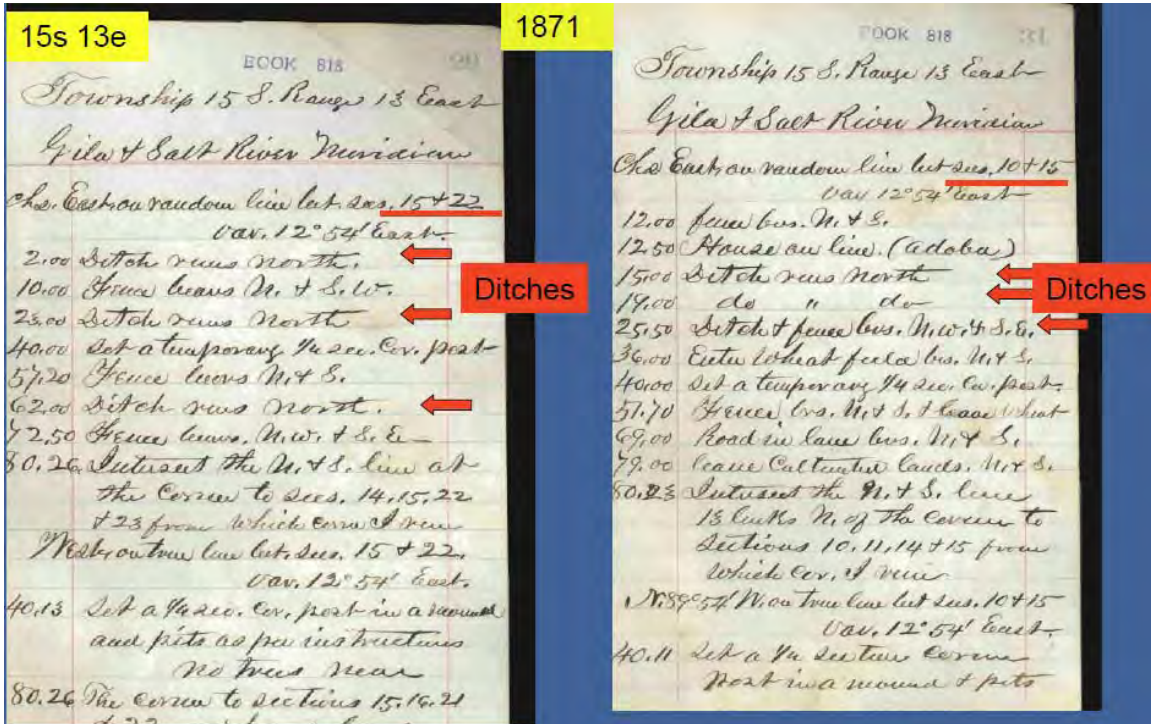 15s 13e
BOOK 818
Township 15 S. Range 13 East
Gila & Salt River Meridian
Chs. East on random line bet. secs. 15 & 22
Var. 12° 54' East.
2.00 Ditch runs north.
10.00 Fence bears N. & S.W.
23.00 Ditch runs north
40.00 Set a temporary 1/4 sec. Cor. post
57.20 Fence bears N. & S.
62.00 Ditch runs north.
72.50 Fence bears. N.W. & S.E.
80.26 Intersect the N. & S. line at
the Corner to secs. 14.15.22
& 23 from which corner I run
West, on true line bet. secs. 15 & 22.
Var. 12° 54' East.
40.13 Set a 1/4 sec. Cor. post in a mound
and pits as per instructions
no trees near
80.26 The corner to sections 15.16.21
Ditches
1871
BOOK 818
31
Township 15 S. Range 13 East
Gila & Salt River Meridian
Chs East on random line bet secs. 10 & 15
Var 12° 54' East
12.00 fence brs. N. & S.
12.50 House on line. (adoba)
15.00 Ditch runs north
19.00 do " do
25.50 Ditch & fence brs. N.W. & S.E.
36.00 Enter Wheat field brs. N. & S.
40.00 Set a temporary 1/4 sec. Cor. post.
51.70 Fence brs. N. & S. & leave Wheat
69.00 Road in lane brs. N. & S.
79.00 leave lands. N. & S.
80.23 Intersect the N. & S. line
13 links N. of the corner to
Sections 10.11.14 & 15 from
which cor. I run
N. 89° 54' W. on true line bet secs. 10 & 15
Var. 12° 54' East.
40.11 Set a 1/4 section corner
post in a mound & pits
Ditches